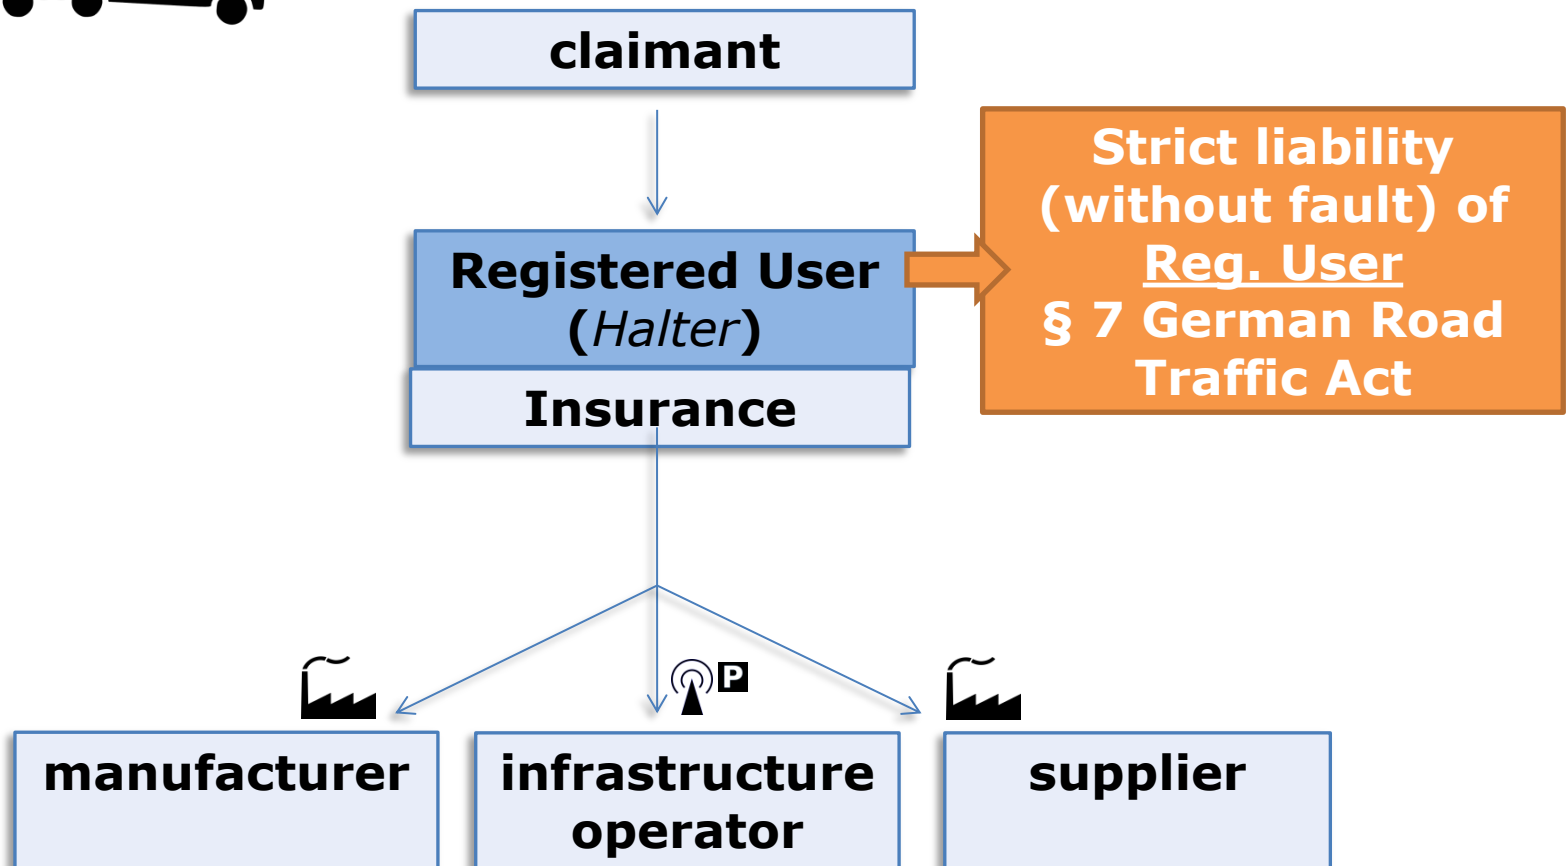 claimant
Strict liability
(without fault) of
Reg. User
§ 7 German Road
Traffic Act
Registered User
(Halter)
Insurance
P
manufacturer
infrastructure
operator
supplier